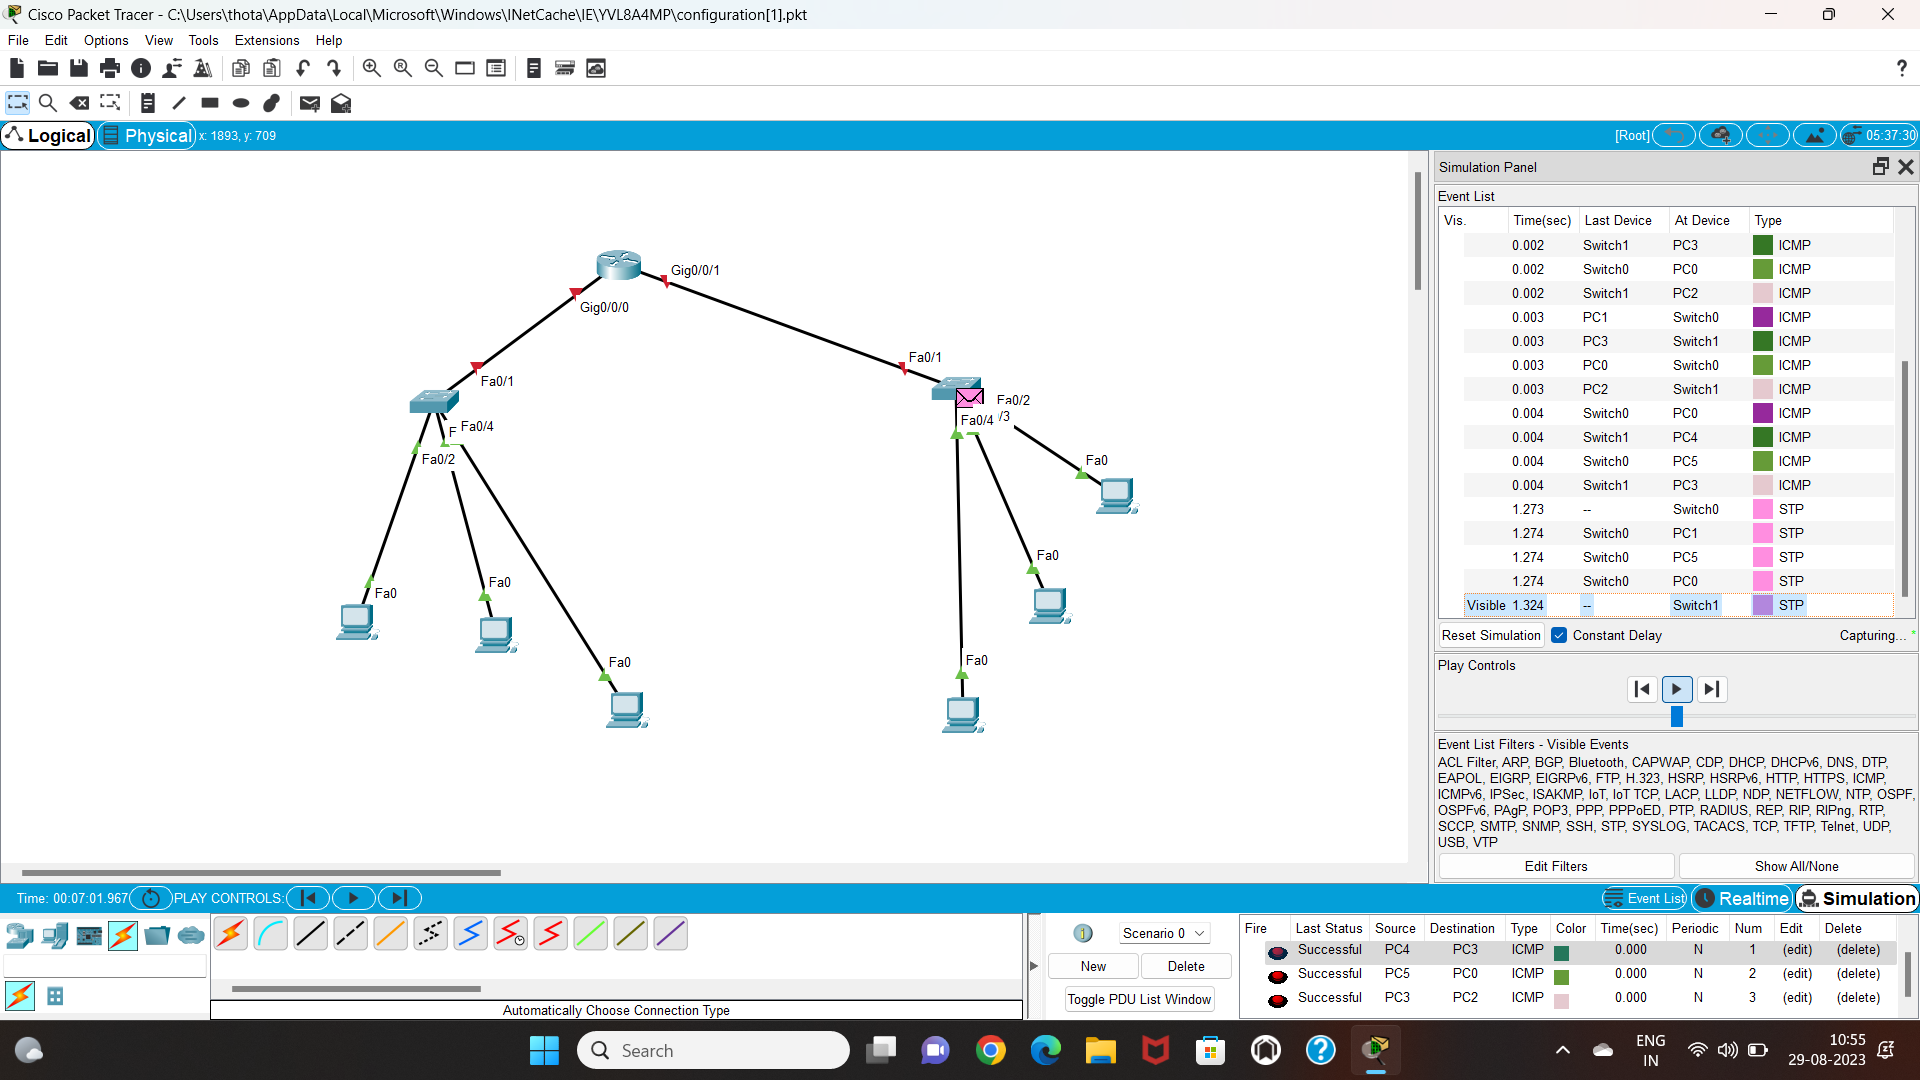 Cisco Packet Tracer - C:\Users\thota\AppData\Local\Microsoft\Windows\INetCache\IE\YVL8A4MP\configuration[1].pkt
File Edit Options View Tools Extensions Help
?
Logical Physical x: 1893, y: 709 [Root] 05:37:30
Simulation Panel
Event List
Vis. Time(sec) Last Device At Device Type
0.002 Switch1 PC3 ICMP
0.002 Switch0 PC0 ICMP
0.002 Switch1 PC2 ICMP
0.003 PC1 Switch0 ICMP
0.003 PC3 Switch1 ICMP
0.003 PC0 Switch0 ICMP
0.003 PC2 Switch1 ICMP
0.004 Switch0 PC0 ICMP
0.004 Switch1 PC4 ICMP
0.004 Switch0 PC5 ICMP
0.004 Switch1 PC3 ICMP
1.273 -- Switch0 STP
1.274 Switch0 PC1 STP
1.274 Switch0 PC5 STP
1.274 Switch0 PC0 STP
Visible 1.324 -- Switch1 STP
Reset Simulation Constant Delay Capturing...
Play Controls
Event List Filters - Visible Events
ACL Filter, ARP, BGP, Bluetooth, CAPWAP, CDP, DHCP, DHCPv6, DNS, DTP,
EAPOL, EIGRP, EIGRPv6, FTP, H.323, HSRP, HSRPv6, HTTP, HTTPS, ICMP,
ICMPv6, IPSec, ISAKMP, IoT, IoT TCP, LACP, LLDP, NDP, NETFLOW, NTP, OSPF,
OSPFv6, PAgP, POP3, PPP, PPPoED, PTP, RADIUS, REP, RIP, RIPng, RTP,
SCCP, SMTP, SNMP, SSH, STP, SYSLOG, TACACS, TCP, TFTP, Telnet, UDP,
USB, VTP
Edit Filters Show All/None
Gig0/0/1
Gig0/0/0
Fa0/1
Fa0/1
Fa0/2
/3
Fa0/4
Fa0/4
F
Fa0/2
Fa0
Fa0
Fa0
Fa0
Fa0
Fa0
Time: 00:07:01.967 PLAY CONTROLS: Event List Realtime Simulation
Automatically Choose Connection Type
1 Scenario 0
New Delete
Toggle PDU List Window
Fire Last Status Source Destination Type Color Time(sec) Periodic Num Edit Delete
Successful PC4 PC3 ICMP 0.000 N 1 (edit) (delete)
Successful PC5 PC0 ICMP 0.000 N 2 (edit) (delete)
Successful PC3 PC2 ICMP 0.000 N 3 (edit) (delete)
Search
ENG
IN
10:55
29-08-2023